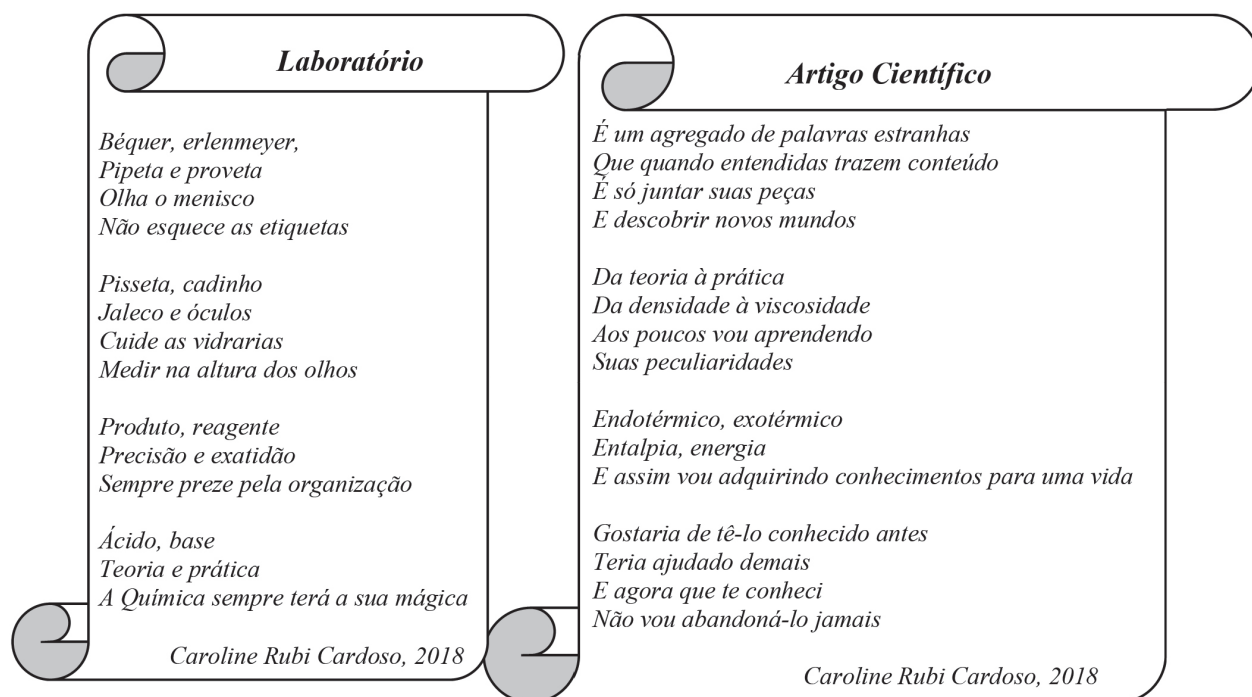 Laboratório
Béquer, erlenmeyer,
Pipeta e proveta
Olha o menisco
Não esquece as etiquetas
Pisseta, cadinho
Jaleco e óculos
Cuide as vidrarias
Medir na altura dos olhos
Produto, reagente
Precisão e exatidão
Sempre preze pela organização
Ácido, base
Teoria e prática
A Química sempre terá a sua mágica
Caroline Rubi Cardoso, 2018
Artigo Científico
É um agregado de palavras estranhas
Que quando entendidas trazem conteúdo
É só juntar suas peças
E descobrir novos mundos
Da teoria à prática
Da densidade à viscosidade
Aos poucos vou aprendendo
Suas peculiaridades
Endotérmico, exotérmico
Entalpia, energia
E assim vou adquirindo conhecimentos para uma vida
Gostaria de tê-lo conhecido antes
Teria ajudado demais
E agora que te conheci
Não vou abandoná-lo jamais
Caroline Rubi Cardoso, 2018